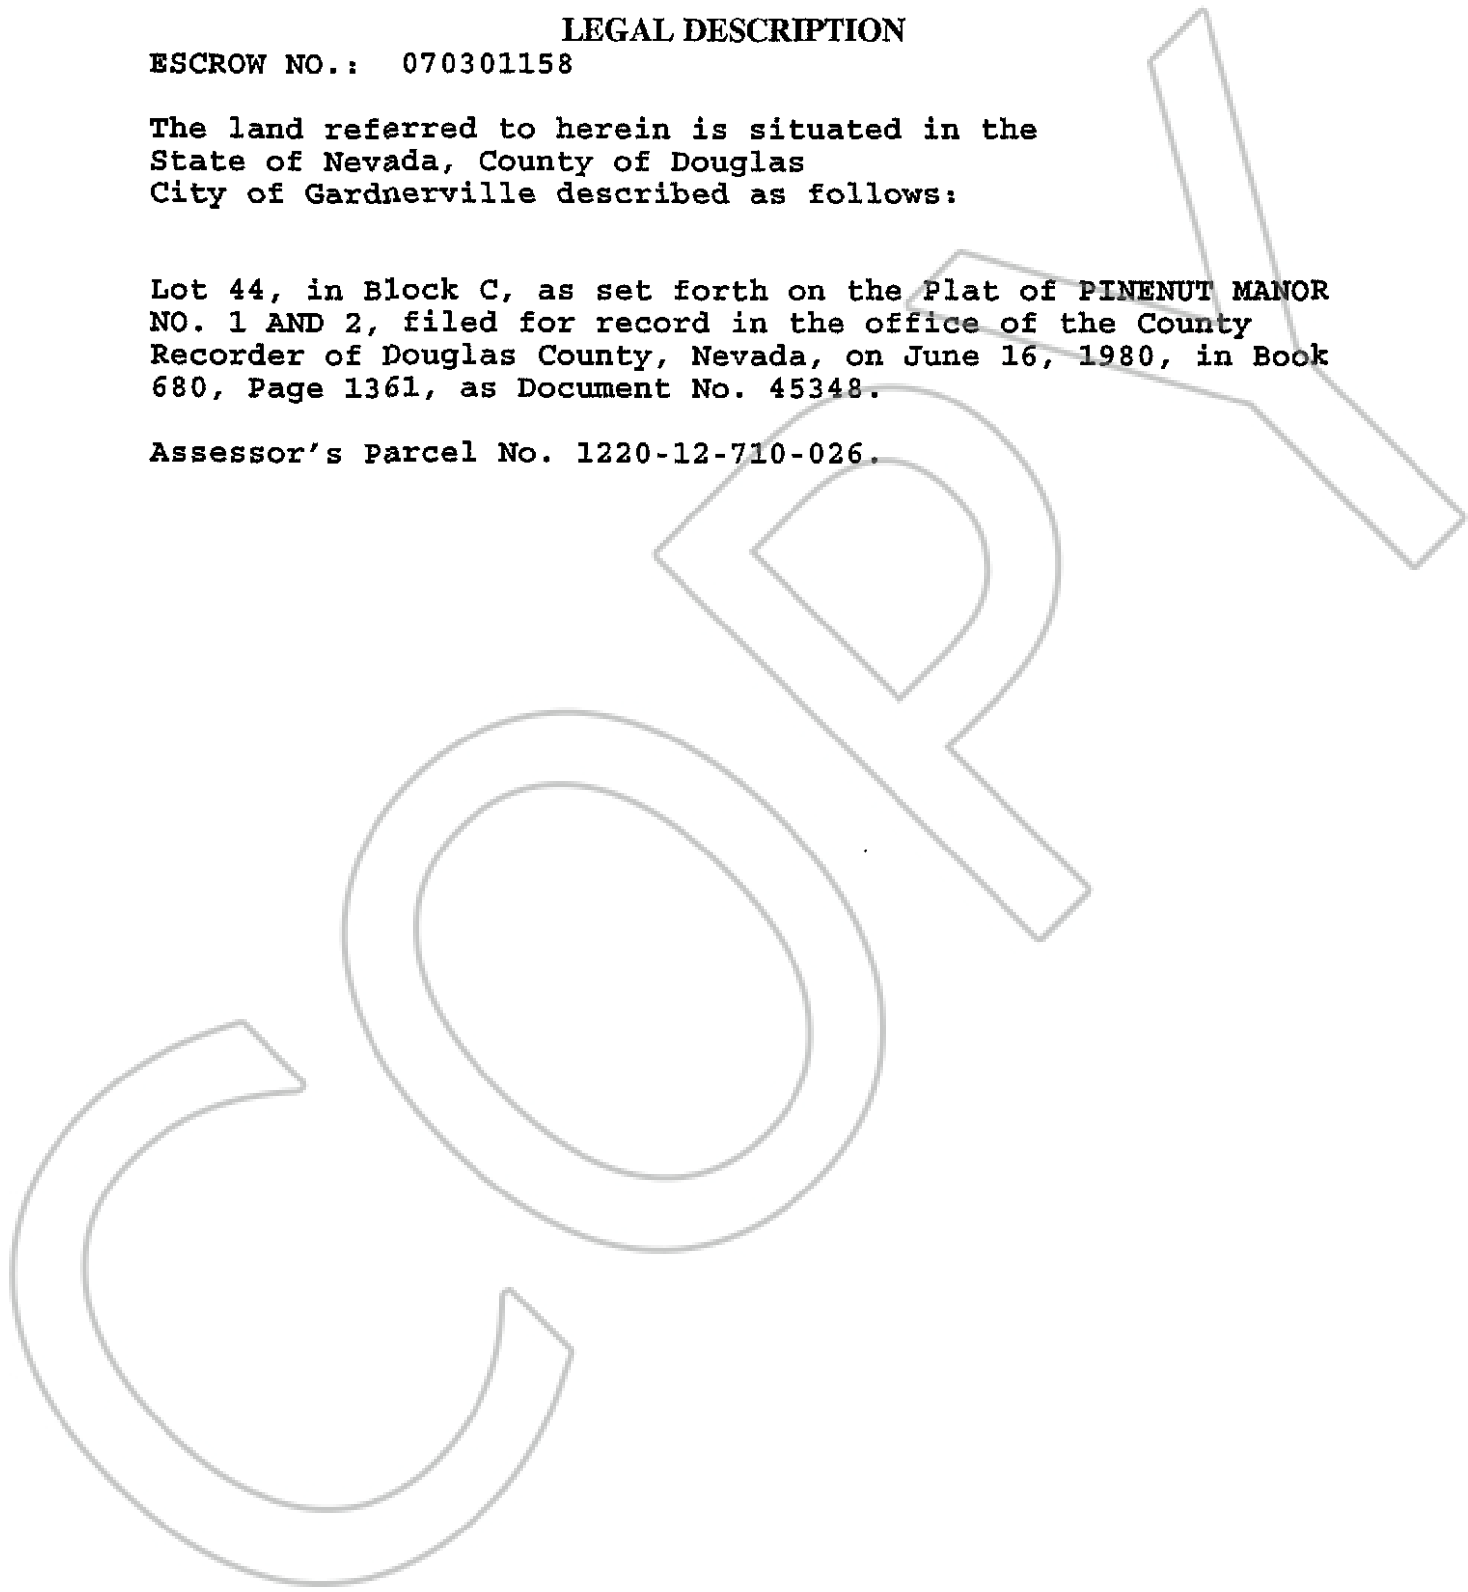 LEGAL DESCRIPTION
ESCROW NO.: 070301158
The land referred to herein is situated in the
State of Nevada, County of Douglas
City of Gardnerville described as follows:
Lot 44, in Block C, as set forth on the Plat of PINENUT MANOR
NO. 1 AND 2, filed for record in the office of the County
Recorder of Douglas County, Nevada, on June 16, 1980, in Book
680, Page 1361, as Document No. 45348.
Assessor's Parcel No. 1220-12-710-026.
COPY